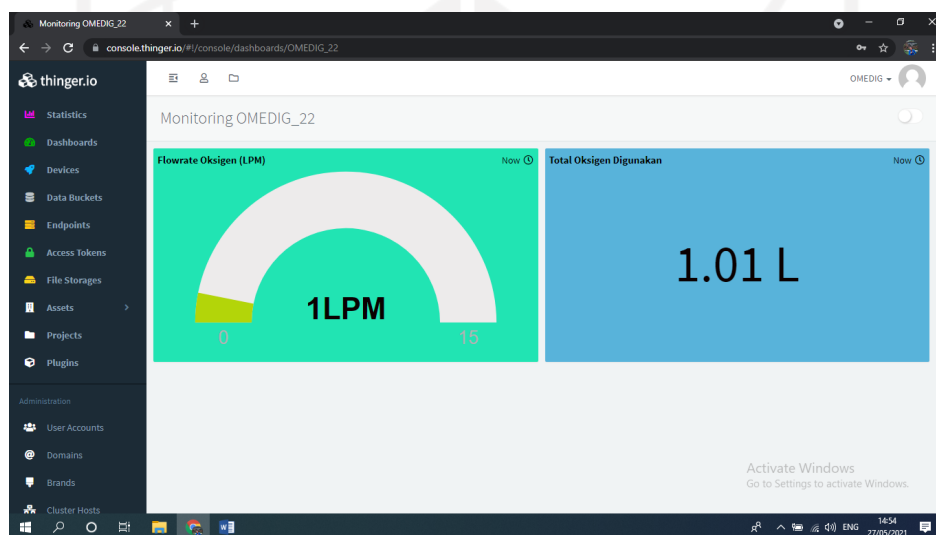 Monitoring OMEDIG_22
console.thinger.io/#!/console/dashboards/OMEDIG_22
thinger.io
OMEDIG
Statistics
Dashboards
Devices
Data Buckets
Endpoints
Access Tokens
File Storages
Assets
Projects
Plugins
Administration
User Accounts
Domains
Brands
Cluster Hosts
Monitoring OMEDIG_22
Flowrate Oksigen (LPM)
Now
1LPM
0
15
Total Oksigen Digunakan
Now
1.01 L
Activate Windows
Go to Settings to activate Windows.
ENG
14:54
27/05/2021